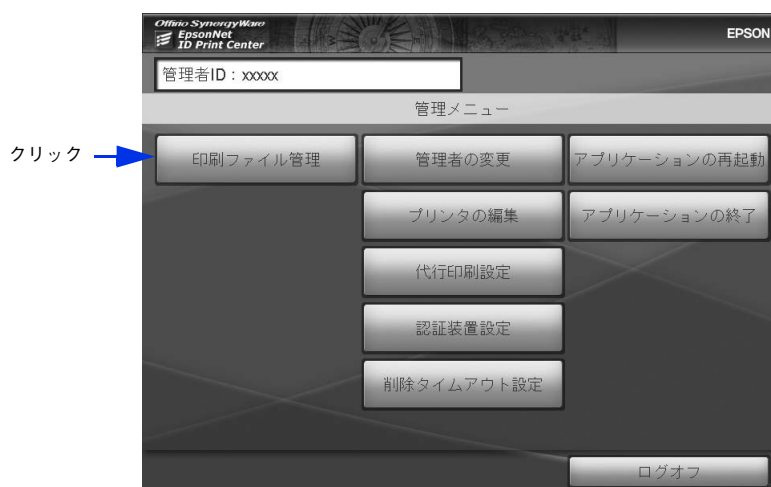 Offirio SynergyWare
EpsonNet
ID Print Center
EPSON
管理者ID：xxxxx
管理メニュー
クリック
印刷ファイル管理
管理者の変更
アプリケーションの再起動
プリンタの編集
アプリケーションの終了
代行印刷設定
認証装置設定
削除タイムアウト設定
ログオフ